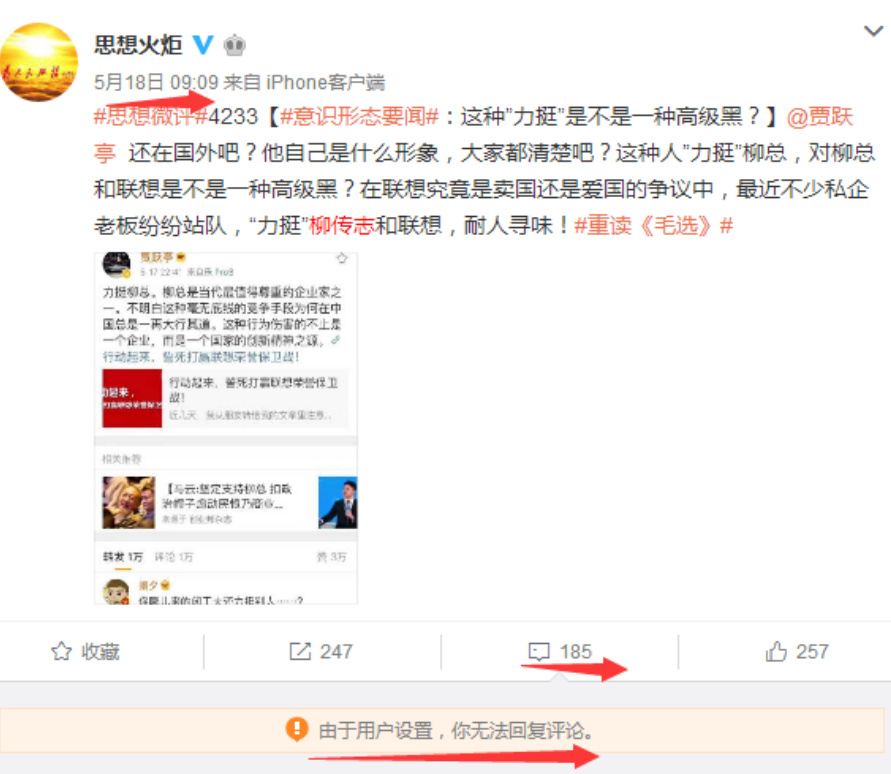 思想火炬
5月18日 09:09 来自 iPhone客户端
#思想微评#4233【#意识形态要闻#：这种”力挺”是不是一种高级黑？】@贾跃
亭 还在国外吧？他自己是什么形象，大家都清楚吧？这种人”力挺”柳总，对柳总
和联想是不是一种高级黑？在联想究竟是卖国还是爱国的争议中，最近不少私企
老板纷纷站队，“力挺”柳传志和联想，耐人寻味！#重读《毛选》#
贾跃亭
5-17 22:41 来自乐 Pro3
力挺柳总。柳总是当代最值得尊重的企业家之
一。不明白这种毫无底线的竞争手段为何在中
国总是一再大行其道。这种行为伤害的不止是
一个企业，而是一个国家的创新精神之源。
行动起来，誓死打赢联想荣誉保卫战！
行动起来，誓死打赢联想荣誉保卫
战！
相关推荐
【马云:坚定支持柳总 扣政
转发 1万 评论 1万 赞 3万
收藏 247 185 257
由于用户设置，你无法回复评论。